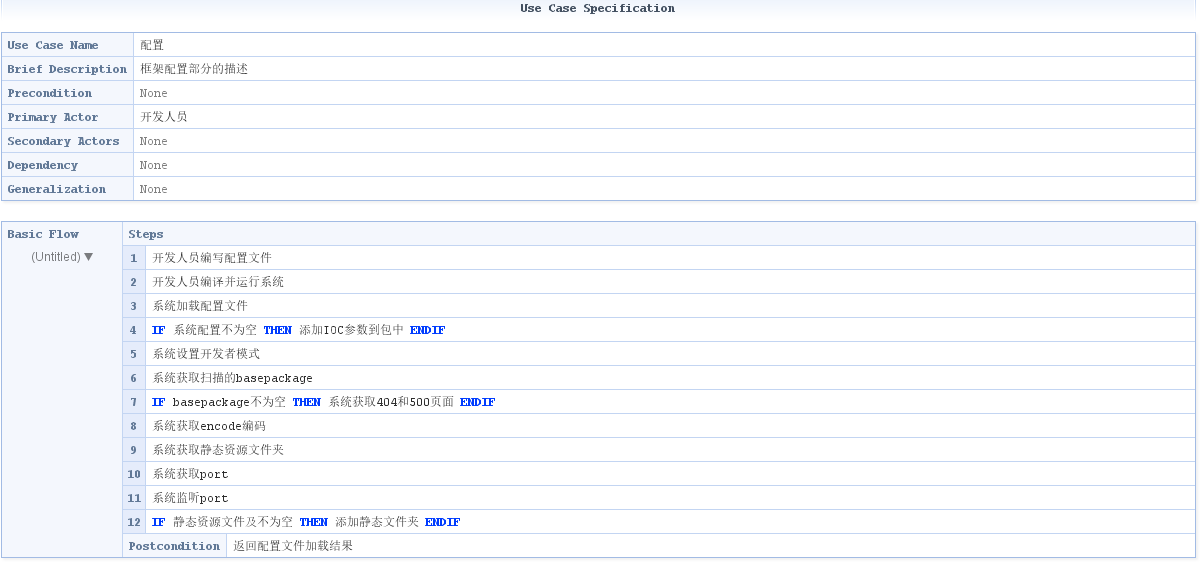 Use Case Specification
Use Case Name 配置
Brief Description 框架配置部分的描述
Precondition None
Primary Actor 开发人员
Secondary Actors None
Dependency None
Generalization None
Basic Flow Steps
(Untitled) ▼
1 开发人员编写配置文件
2 开发人员编译并运行系统
3 系统加载配置文件
4 IF 系统配置不为空 THEN 添加IOC参数到包中 ENDIF
5 系统设置开发者模式
6 系统获取扫描的basepackage
7 IF basepackage不为空 THEN 系统获取404和500页面 ENDIF
8 系统获取encode编码
9 系统获取静态资源文件夹
10 系统获取port
11 系统监听port
12 IF 静态资源文件及不为空 THEN 添加静态文件夹 ENDIF
Postcondition 返回配置文件加载结果